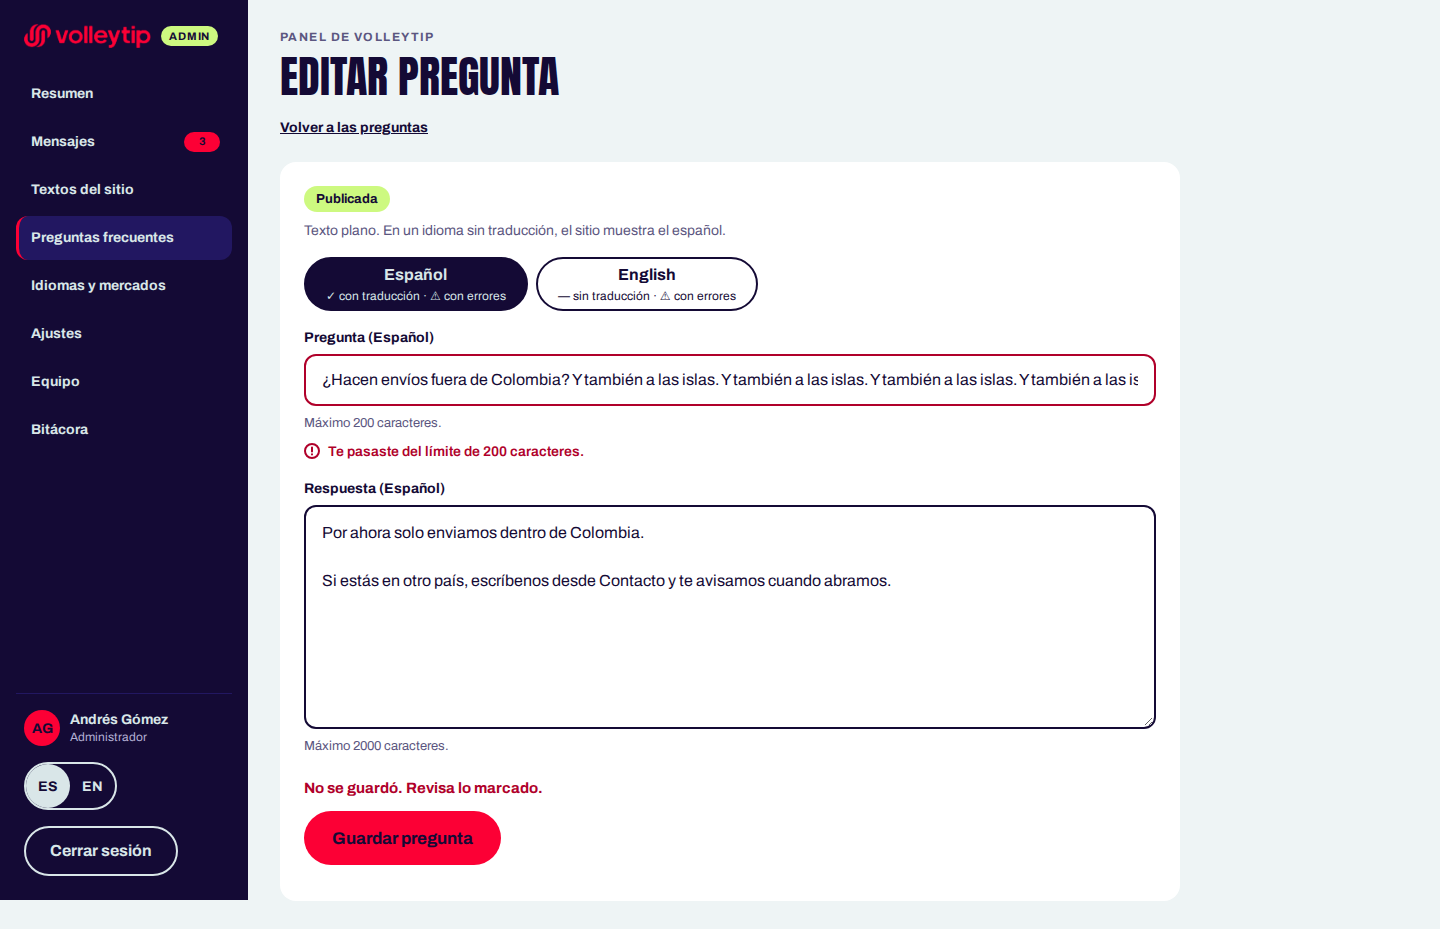 volleytip ADMIN
Resumen
Mensajes 3
Textos del sitio
Preguntas frecuentes
Idiomas y mercados
Ajustes
Equipo
Bitácora
AG Andrés Gómez
Administrador
ES EN
Cerrar sesión
PANEL DE VOLLEYTIP
EDITAR PREGUNTA
Volver a las preguntas
Publicada
Texto plano. En un idioma sin traducción, el sitio muestra el español.
Español
✓ con traducción · ⚠ con errores
English
— sin traducción · ⚠ con errores
Pregunta (Español)
¿Hacen envíos fuera de Colombia? Y también a las islas. Y también a las islas. Y también a las islas. Y también a las is
Máximo 200 caracteres.
Te pasaste del límite de 200 caracteres.
Respuesta (Español)
Por ahora solo enviamos dentro de Colombia.
Si estás en otro país, escríbenos desde Contacto y te avisamos cuando abramos.
Máximo 2000 caracteres.
No se guardó. Revisa lo marcado.
Guardar pregunta